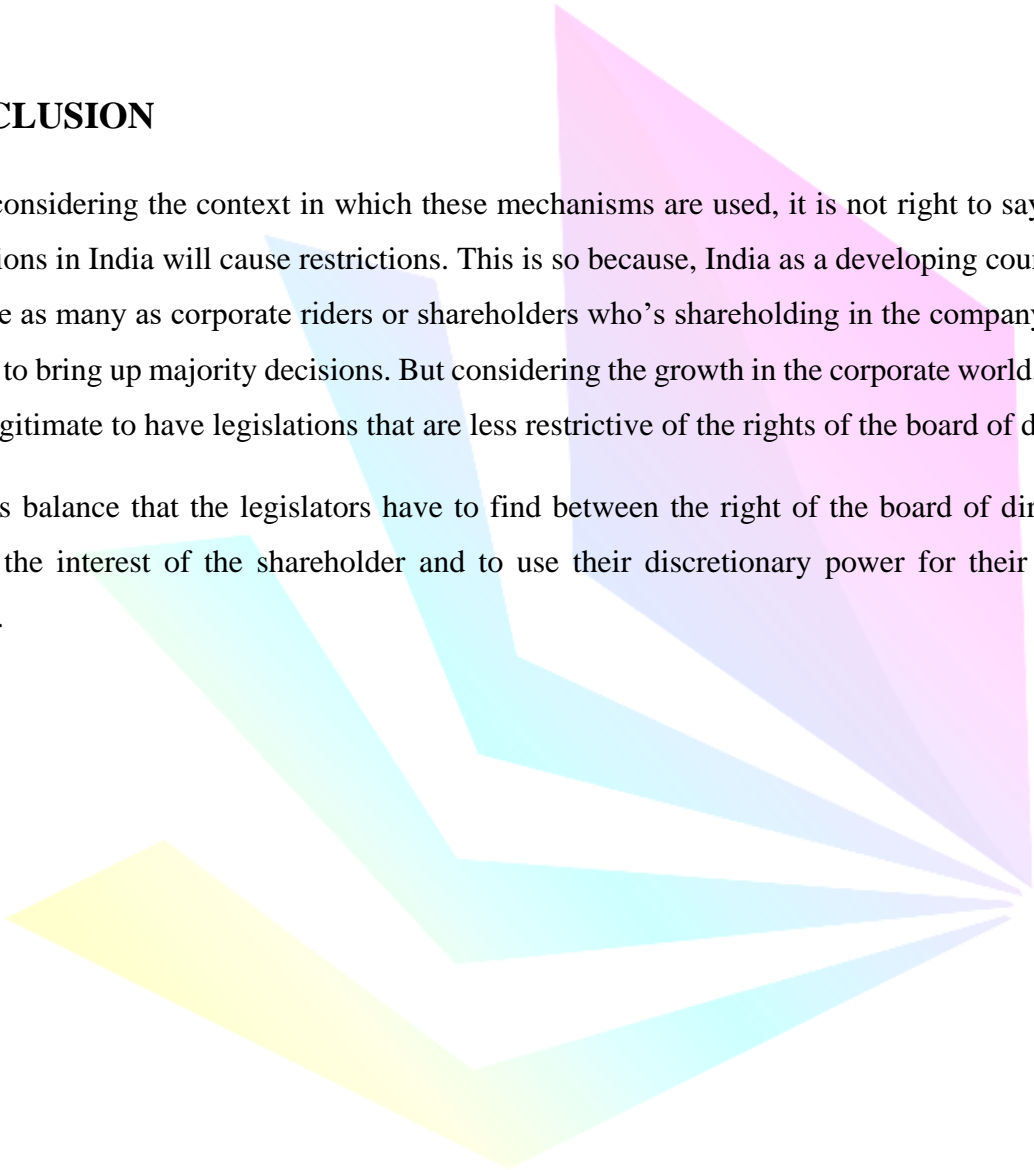 CLUSION
considering the context in which these mechanisms are used, it is not right to say
ions in India will cause restrictions. This is so because, India as a developing cou
e as many as corporate riders or shareholders who’s shareholding in the company
to bring up majority decisions. But considering the growth in the corporate world
gitimate to have legislations that are less restrictive of the rights of the board of d
s balance that the legislators have to find between the right of the board of dir
the interest of the shareholder and to use their discretionary power for their
.